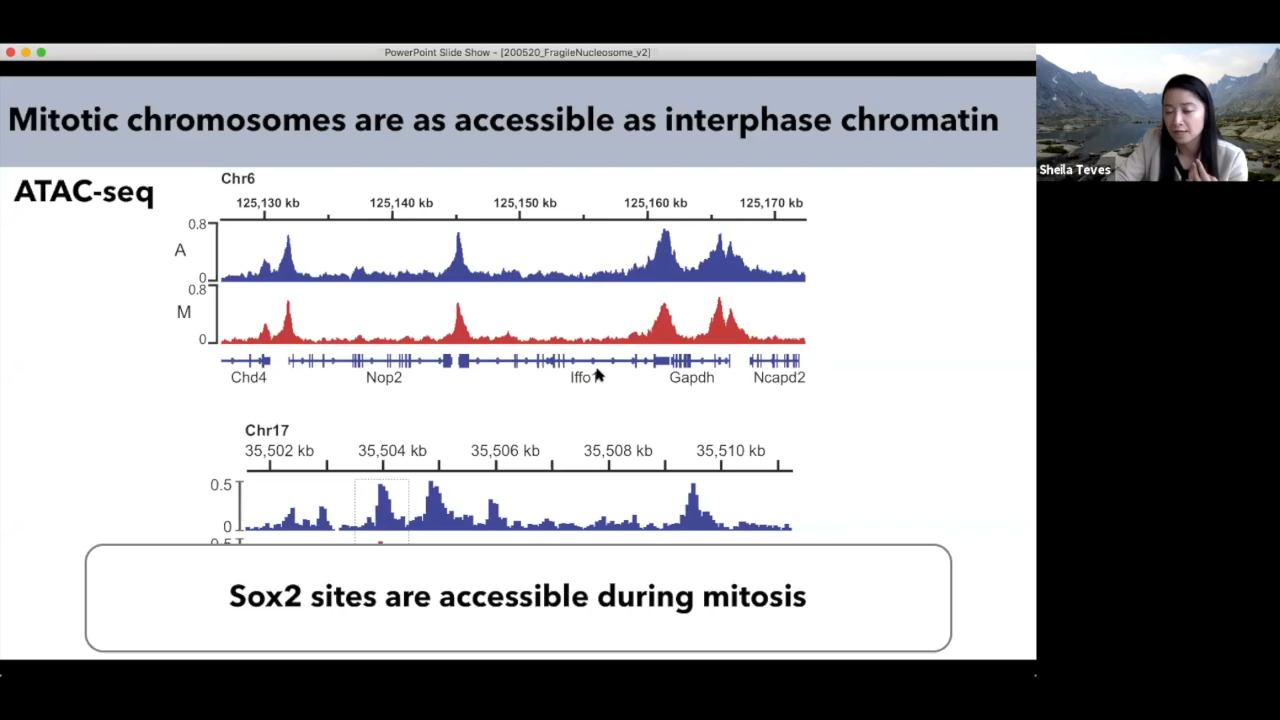 PowerPoint Slide Show - [200520_FragileNucleosome_v2]
Mitotic chromosomes are as accessible as interphase chromatin
Sheila Teves
ATAC-seq
Chr6
125,130 kb 125,140 kb 125,150 kb 125,160 kb 125,170 kb
0.8
A
0
0.8
M
0
Chd4 Nop2 Iffo1 Gapdh Ncapd2
Chr17
35,502 kb 35,504 kb 35,506 kb 35,508 kb 35,510 kb
0.5
0
0.5
Sox2 sites are accessible during mitosis